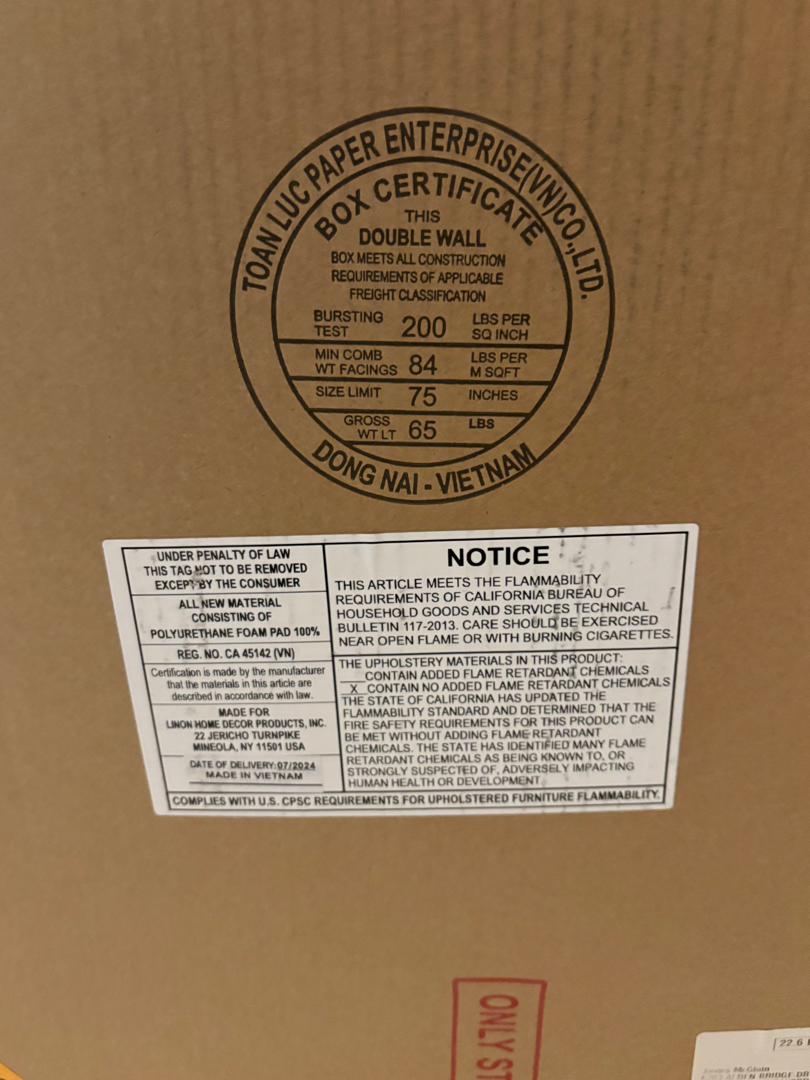 TOAN LUC PAPER ENTERPRISE(VN)CO.,LTD.
BOX CERTIFICATE
THIS
DOUBLE WALL
BOX MEETS ALL CONSTRUCTION
REQUIREMENTS OF APPLICABLE
FREIGHT CLASSIFICATION
BURSTING TEST 200 LBS PER SQ INCH
MIN COMB WT FACINGS 84 LBS PER M SQFT
SIZE LIMIT 75 INCHES
GROSS WT LT 65 LBS
DONG NAI - VIETNAM
UNDER PENALTY OF LAW
THIS TAG NOT TO BE REMOVED
EXCEPT BY THE CONSUMER
ALL NEW MATERIAL
CONSISTING OF
POLYURETHANE FOAM PAD 100%
REG. NO. CA 45142 (VN)
Certification is made by the manufacturer
that the materials in this article are
described in accordance with law.
MADE FOR
LINON HOME DECOR PRODUCTS, INC.
22 JERICHO TURNPIKE
MINEOLA, NY 11501 USA
DATE OF DELIVERY:07/2024
MADE IN VIETNAM
NOTICE
THIS ARTICLE MEETS THE FLAMMABILITY
REQUIREMENTS OF CALIFORNIA BUREAU OF
HOUSEHOLD GOODS AND SERVICES TECHNICAL
BULLETIN 117-2013. CARE SHOULD BE EXERCISED
NEAR OPEN FLAME OR WITH BURNING CIGARETTES.
THE UPHOLSTERY MATERIALS IN THIS PRODUCT:
___CONTAIN ADDED FLAME RETARDANT CHEMICALS
_X_CONTAIN NO ADDED FLAME RETARDANT CHEMICALS
THE STATE OF CALIFORNIA HAS UPDATED THE
FLAMMABILITY STANDARD AND DETERMINED THAT THE
FIRE SAFETY REQUIREMENTS FOR THIS PRODUCT CAN
BE MET WITHOUT ADDING FLAME RETARDANT
CHEMICALS. THE STATE HAS IDENTIFIED MANY FLAME
RETARDANT CHEMICALS AS BEING KNOWN TO, OR
STRONGLY SUSPECTED OF, ADVERSELY IMPACTING
HUMAN HEALTH OR DEVELOPMENT
COMPLIES WITH U.S. CPSC REQUIREMENTS FOR UPHOLSTERED FURNITURE FLAMMABILITY.
ONLY ST
22.6
BRIDGE DR